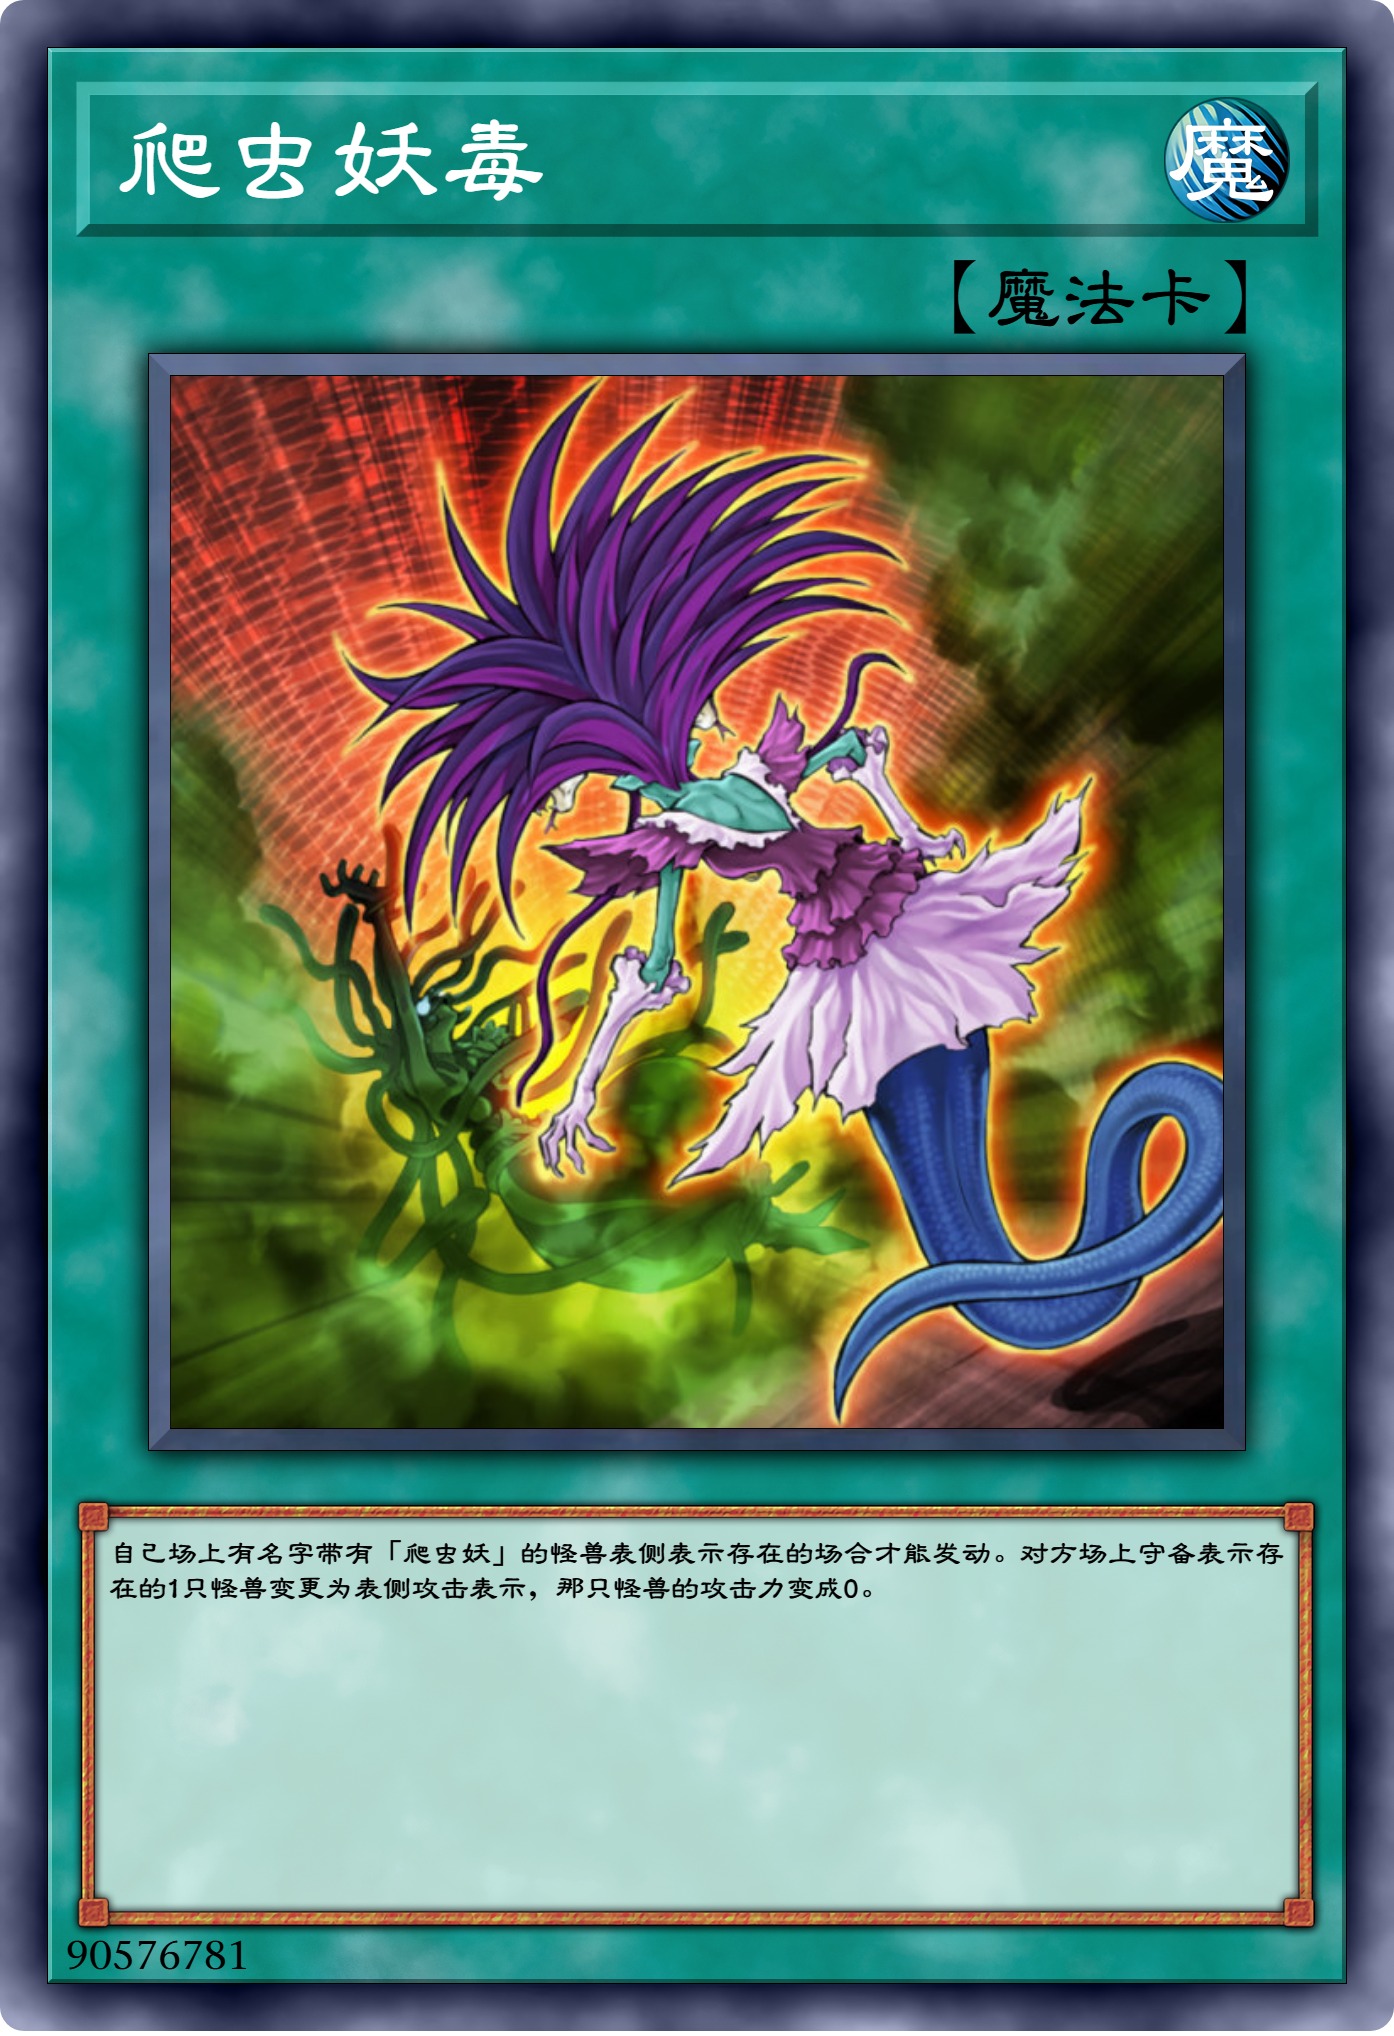 爬虫妖毒
魔
【魔法卡】
自己场上有名字带有「爬虫妖」的怪兽表侧表示存在的场合才能发动。对方场上守备表示存
在的1只怪兽变更为表侧攻击表示，那只怪兽的攻击力变成0。
90576781